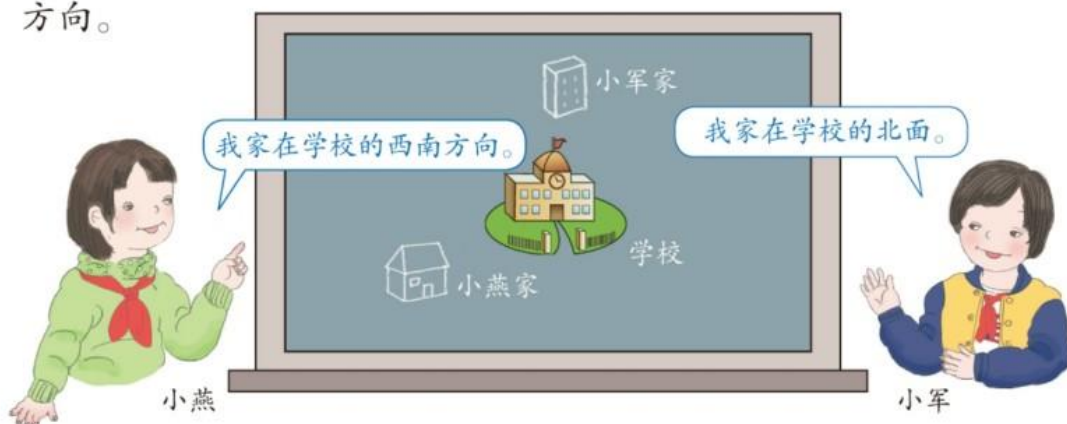 方向。
小军家
我家在学校的西南方向。
我家在学校的北面。
学校
小燕家
小燕
小军